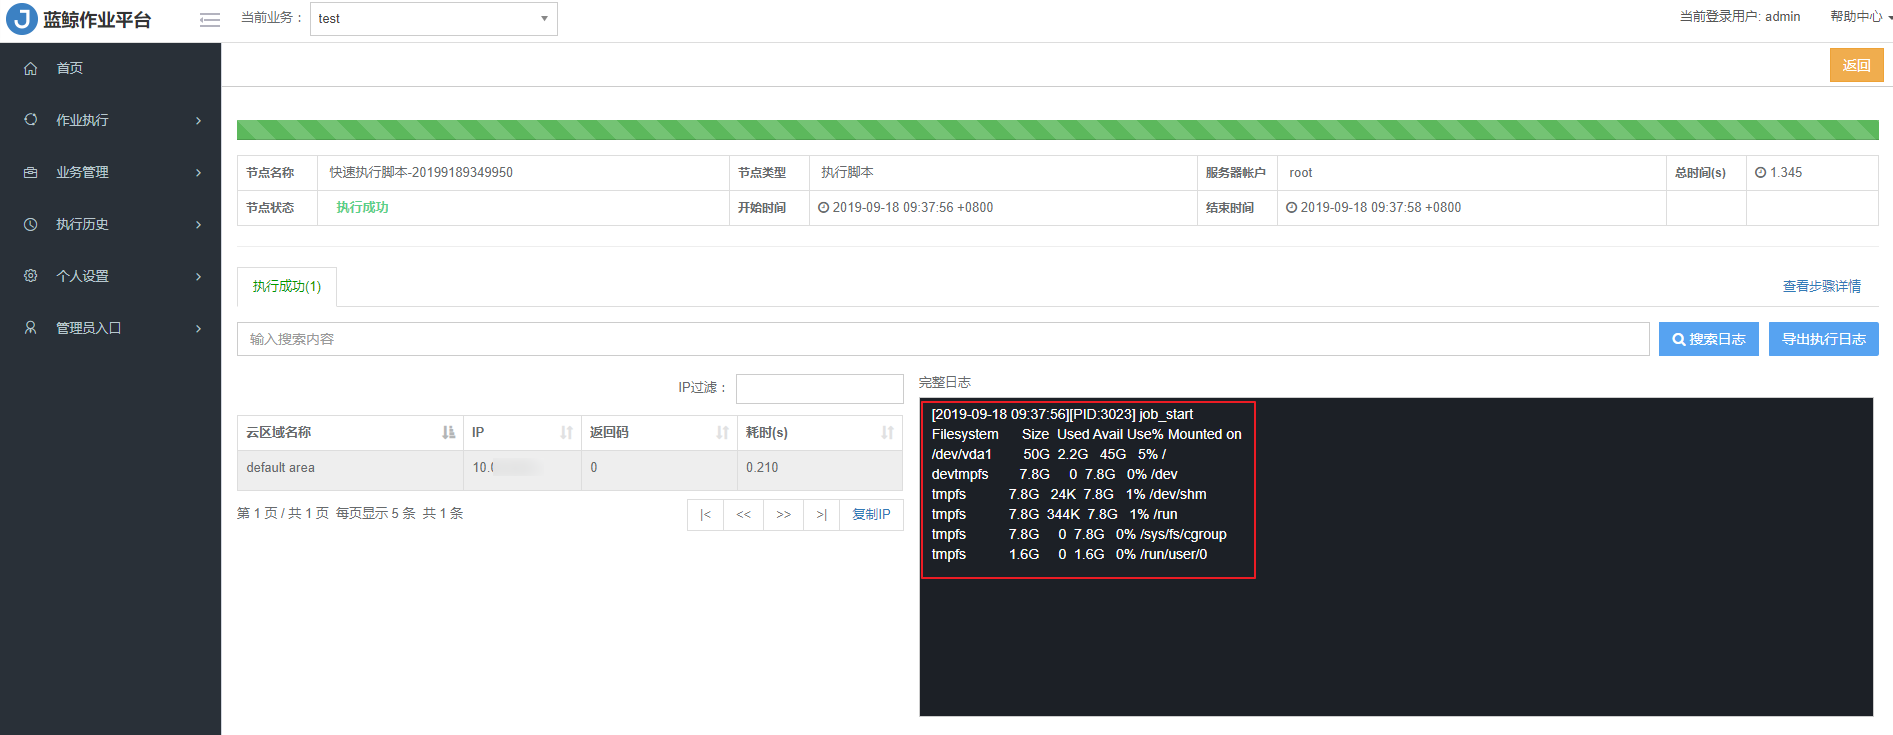 J 蓝鲸作业平台 当前业务： test 当前登录用户: admin 帮助中心
首页
作业执行
业务管理
执行历史
个人设置
管理员入口
返回
节点名称 快速执行脚本-20199189349950 节点类型 执行脚本 服务器帐户 root 总时间(s) 1.345
节点状态 执行成功 开始时间 2019-09-18 09:37:56 +0800 结束时间 2019-09-18 09:37:58 +0800
执行成功(1) 查看步骤详情
输入搜索内容 搜索日志 导出执行日志
IP过滤：
云区域名称 IP 返回码 耗时(s)
default area 10. 0 0.210
第 1 页 / 共 1 页 每页显示 5 条 共 1 条 |< << >> >| 复制IP
完整日志
[2019-09-18 09:37:56][PID:3023] job_start
Filesystem Size Used Avail Use% Mounted on
/dev/vda1 50G 2.2G 45G 5% /
devtmpfs 7.8G 0 7.8G 0% /dev
tmpfs 7.8G 24K 7.8G 1% /dev/shm
tmpfs 7.8G 344K 7.8G 1% /run
tmpfs 7.8G 0 7.8G 0% /sys/fs/cgroup
tmpfs 1.6G 0 1.6G 0% /run/user/0